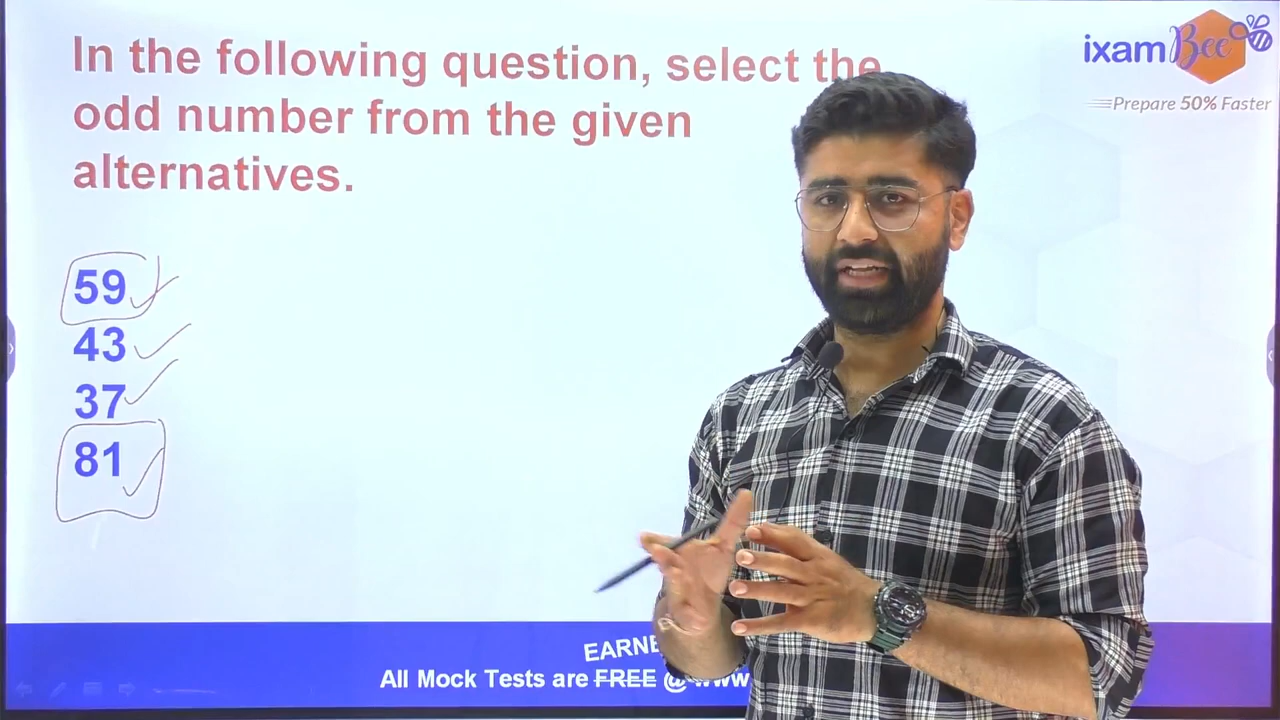 In the following question, select the
odd number from the given
alternatives.
59
43
37
81
ixamBee
Prepare 50% Faster
All Mock Tests are FREE @ www